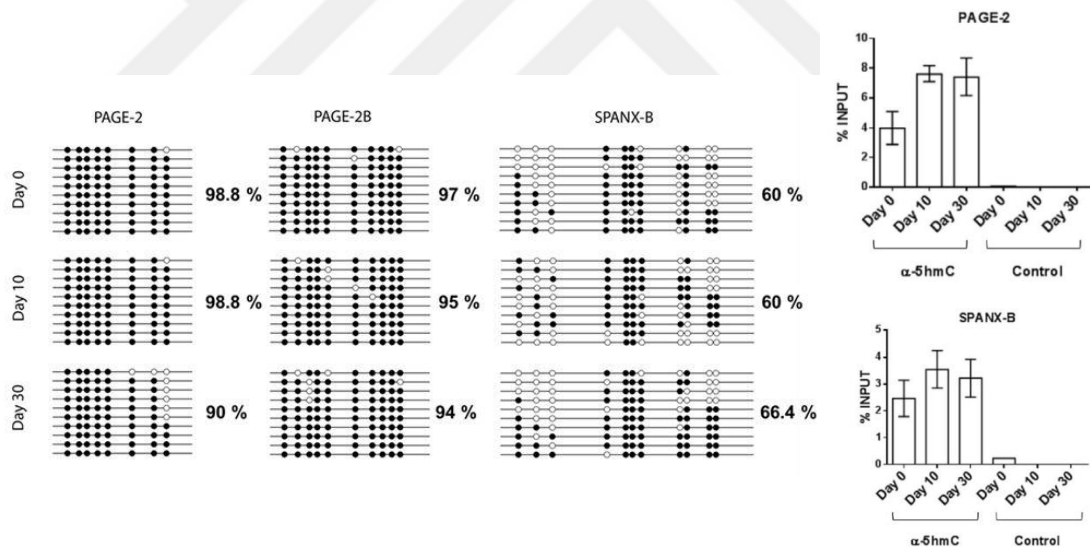 PAGE-2 PAGE-2B SPANX-B
Day 0 98.8 % 97 % 60 %
Day 10 98.8 % 95 % 60 %
Day 30 90 % 94 % 66.4 %
PAGE-2
% INPUT
10
8
6
4
2
0
Day 0 Day 10 Day 30 Day 0 Day 10 Day 30
α-5hmC Control
SPANX-B
% INPUT
5
4
3
2
1
0
Day 0 Day 10 Day 30 Day 0 Day 10 Day 30
α-5hmC Control